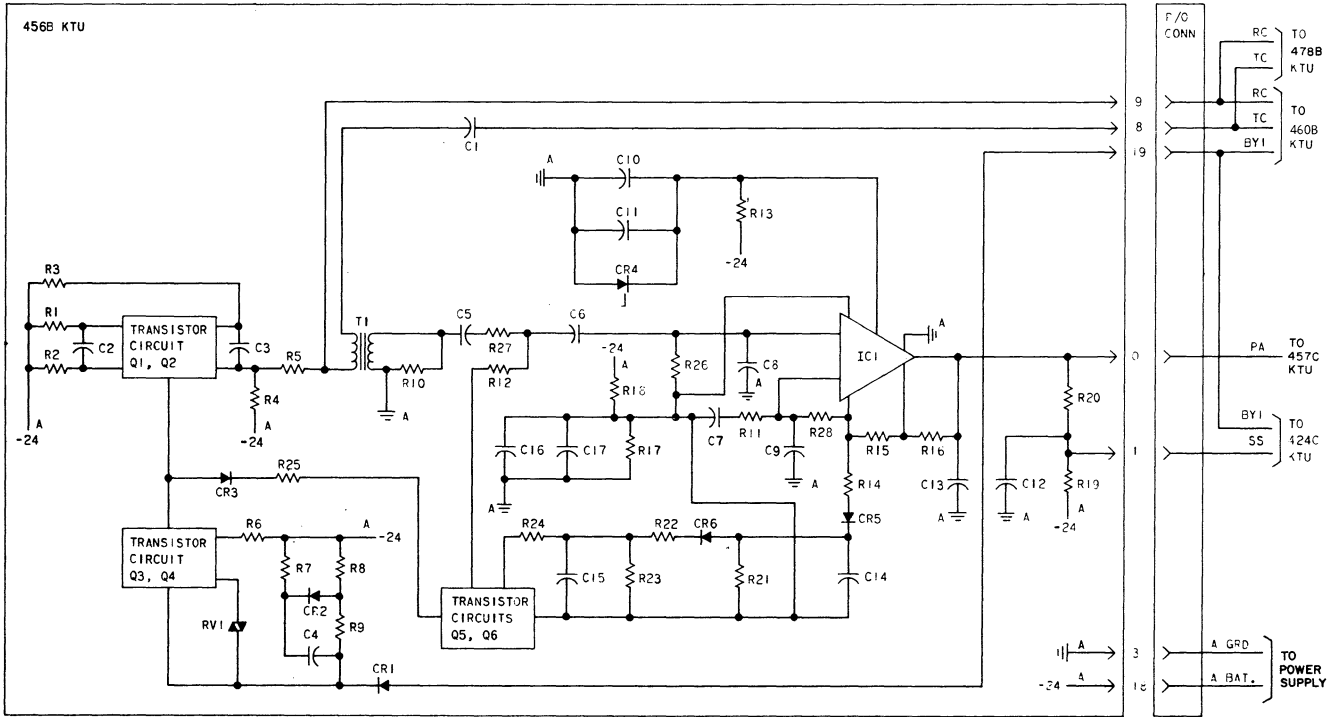 456B KTU
P/O
CONN
RC
TO
478B
KTU
TC
RC
TO
460B
KTU
TC
BY1
9
8
19
C1
A
C10
C11
CR4
R13
-24
R3
R1
R2
C2
TRANSISTOR
CIRCUIT
Q1, Q2
C3
R5
R4
A
-24
A
-24
T1
R10
A
C5
R27
R12
C6
-24
A
R18
R26
C8
A
IC1
A
0
PA
TO
457C
KTU
R20
BY1
TO
424C
KTU
SS
1
C16
C17
R17
C7
R11
C9
A
R28
R15
R16
C13
A
C12
A
R19
A
-24
CR3
R25
A
R14
CR5
TRANSISTOR
CIRCUIT
Q3, Q4
R6
A
-24
R7
R8
CR2
R9
C4
RV1
CR1
R24
C15
R23
R22
CR6
R21
C14
TRANSISTOR
CIRCUITS
Q5, Q6
A
3
A GRD
TO
POWER
SUPPLY
-24
A
18
A BAT.